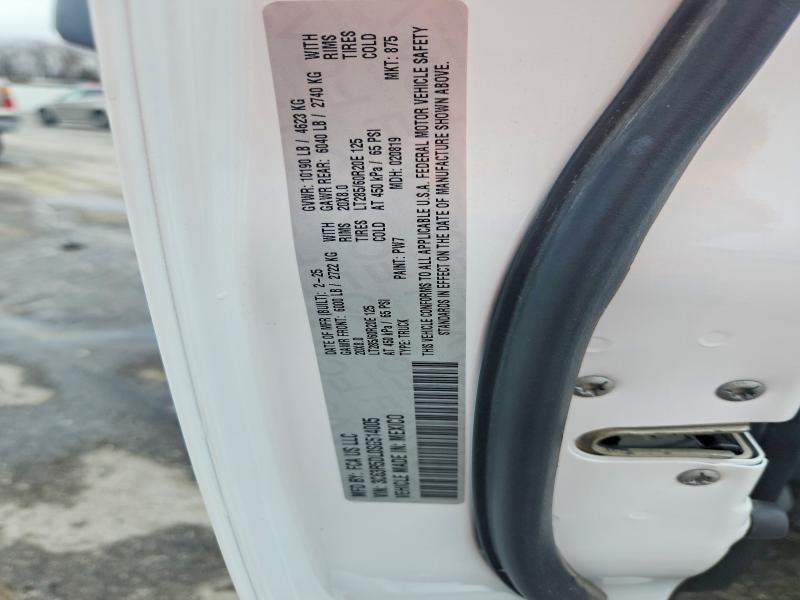 MFD BY: FCA US LLC
DATE OF MFR (BUILT): 2-25
GVWR: 10190 LB / 4623 KG
GAWR FRONT: 6000 LB / 2722 KG WITH
GAWR REAR: 6040 LB / 2740 KG WITH
20X8.0 RIMS
20X8.0 RIMS
LT285/60R20E 125 TIRES
LT285/60R20E 125 TIRES
AT 450 kPa / 65 PSI COLD
AT 450 kPa / 65 PSI COLD
VIN: 3C63R5DL0SG514005
TYPE: TRUCK
PAINT: PW7
MDH: 020819
MKT: 875
VEHICLE MADE IN: MEXICO
THIS VEHICLE CONFORMS TO ALL APPLICABLE U.S.A. FEDERAL MOTOR VEHICLE SAFETY
STANDARDS IN EFFECT ON THE DATE OF MANUFACTURE SHOWN ABOVE.